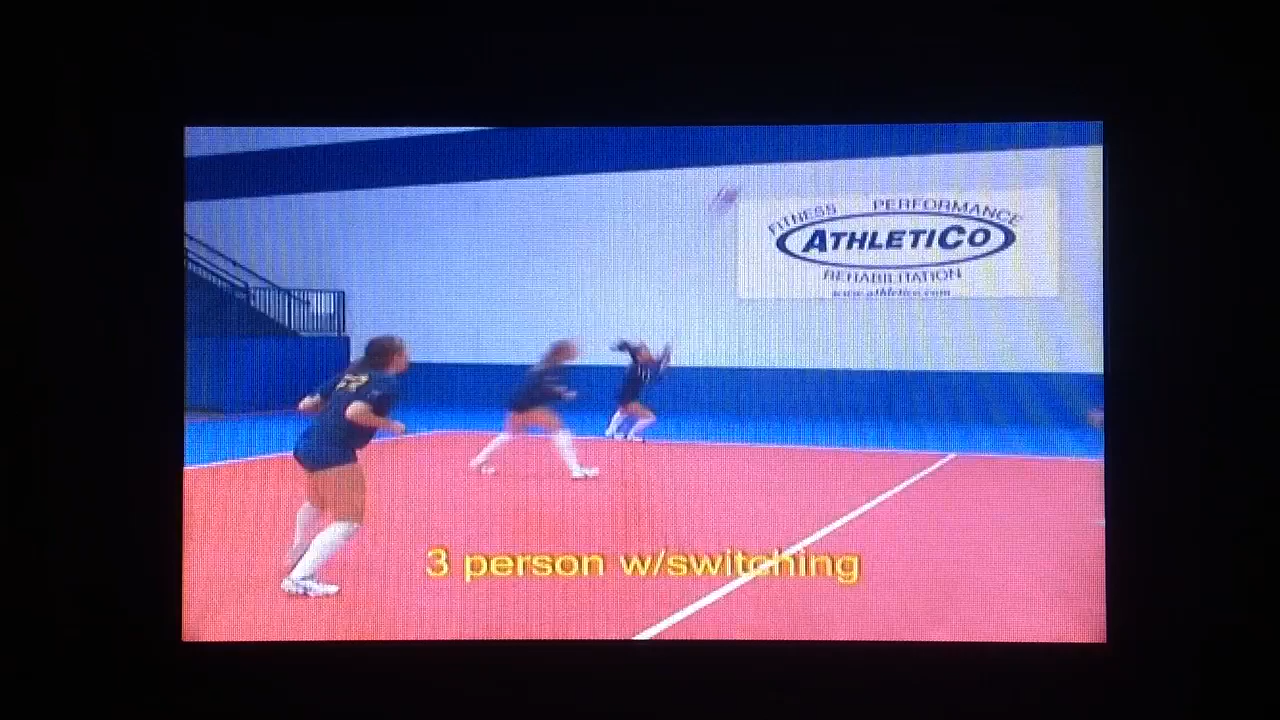 FITNESS PERFORMANCE
ATHLETICO
REHABILITATION
www.athletico.com
3 person w/switching